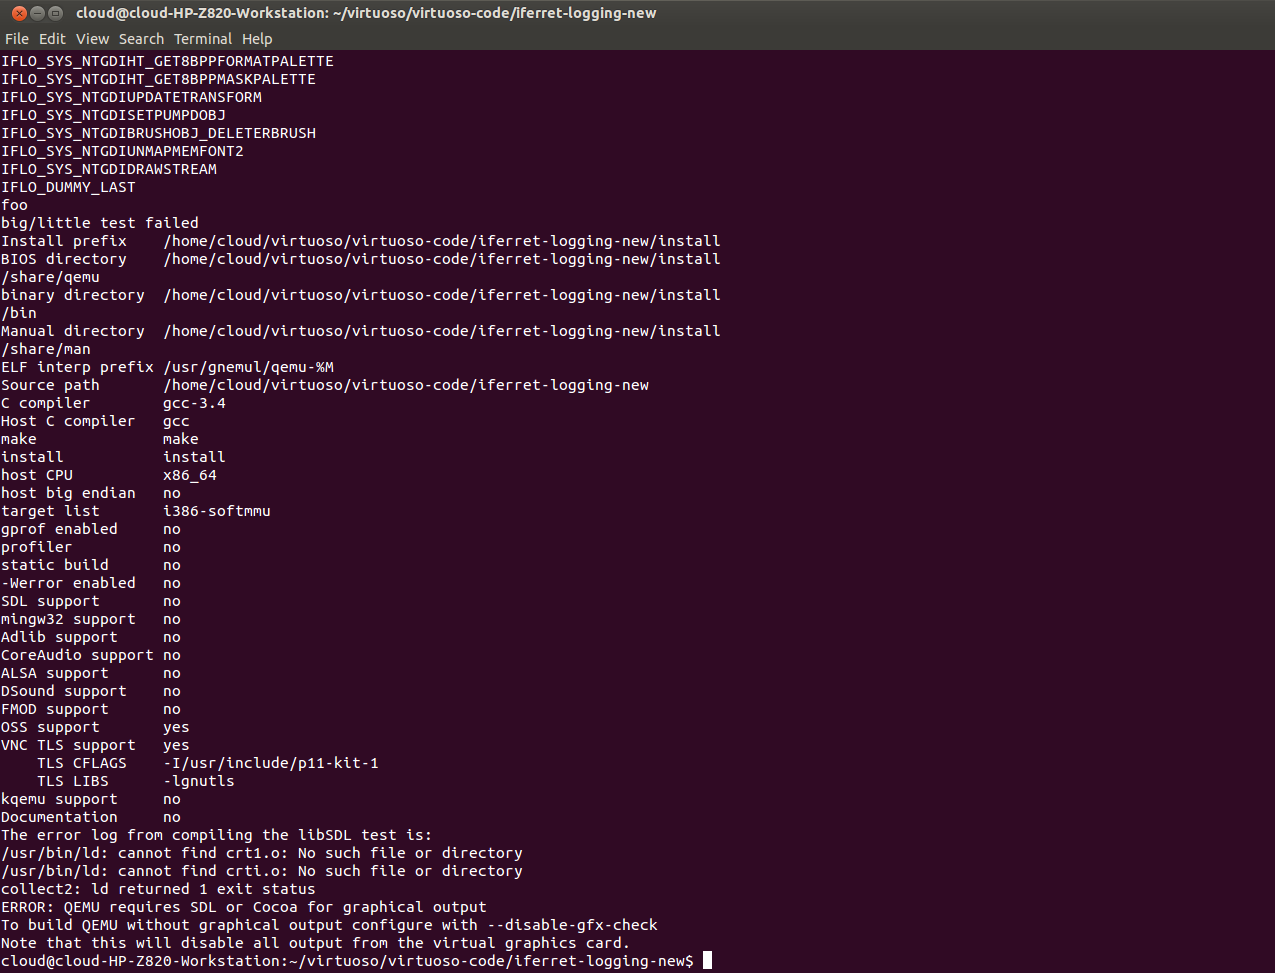 cloud@cloud-HP-Z820-Workstation: ~/virtuoso/virtuoso-code/iferret-logging-new
File Edit View Search Terminal Help
IFLO_SYS_NTGDIHT_GET8BPPFORMATPALETTE
IFLO_SYS_NTGDIHT_GET8BPPMASKPALETTE
IFLO_SYS_NTGDIUPDATETRANSFORM
IFLO_SYS_NTGDISETPUMPDOBJ
IFLO_SYS_NTGDIBRUSHOBJ_DELETERBRUSH
IFLO_SYS_NTGDIUNMAPMEMFONT2
IFLO_SYS_NTGDIDRAWSTREAM
IFLO_DUMMY_LAST
foo
big/little test failed
Install prefix    /home/cloud/virtuoso/virtuoso-code/iferret-logging-new/install
BIOS directory    /home/cloud/virtuoso/virtuoso-code/iferret-logging-new/install
/share/qemu
binary directory  /home/cloud/virtuoso/virtuoso-code/iferret-logging-new/install
/bin
Manual directory  /home/cloud/virtuoso/virtuoso-code/iferret-logging-new/install
/share/man
ELF interp prefix /usr/gnemul/qemu-%M
Source path       /home/cloud/virtuoso/virtuoso-code/iferret-logging-new
C compiler        gcc-3.4
Host C compiler   gcc
make              make
install           install
host CPU          x86_64
host big endian   no
target list       i386-softmmu
gprof enabled     no
profiler          no
static build      no
-Werror enabled   no
SDL support       no
mingw32 support   no
Adlib support     no
CoreAudio support no
ALSA support      no
DSound support    no
FMOD support      no
OSS support       yes
VNC TLS support   yes
    TLS CFLAGS    -I/usr/include/p11-kit-1
    TLS LIBS      -lgnutls
kqemu support     no
Documentation     no
The error log from compiling the libSDL test is:
/usr/bin/ld: cannot find crt1.o: No such file or directory
/usr/bin/ld: cannot find crti.o: No such file or directory
collect2: ld returned 1 exit status
ERROR: QEMU requires SDL or Cocoa for graphical output
To build QEMU without graphical output configure with --disable-gfx-check
Note that this will disable all output from the virtual graphics card.
cloud@cloud-HP-Z820-Workstation:~/virtuoso/virtuoso-code/iferret-logging-new$